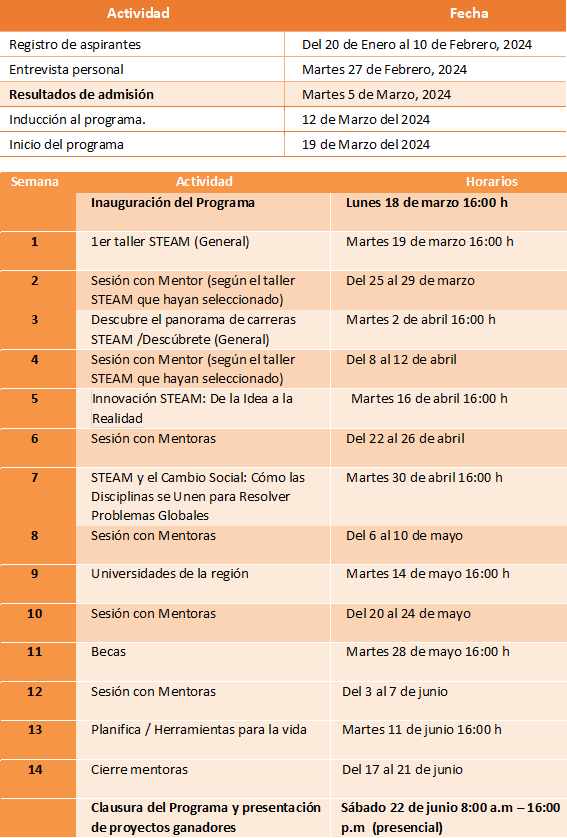 Actividad Fecha
Registro de aspirantes Del 20 de Enero al 10 de Febrero, 2024
Entrevista personal Martes 27 de Febrero, 2024
Resultados de admisión Martes 5 de Marzo, 2024
Inducción al programa. 12 de Marzo del 2024
Inicio del programa 19 de Marzo del 2024
Semana Actividad Horarios
Inauguración del Programa Lunes 18 de marzo 16:00 h
1 1er taller STEAM (General) Martes 19 de marzo 16:00 h
2 Sesión con Mentor (según el taller Del 25 al 29 de marzo
STEAM que hayan seleccionado)
3 Descubre el panorama de carreras Martes 2 de abril 16:00 h
STEAM /Descúbrete (General)
4 Sesión con Mentor (según el taller Del 8 al 12 de abril
STEAM que hayan seleccionado)
5 Innovación STEAM: De la Idea a la Martes 16 de abril 16:00 h
Realidad
6 Sesión con Mentoras Del 22 al 26 de abril
7 STEAM y el Cambio Social: Cómo las Martes 30 de abril 16:00 h
Disciplinas se Unen para Resolver
Problemas Globales
8 Sesión con Mentoras Del 6 al 10 de mayo
9 Universidades de la región Martes 14 de mayo 16:00 h
10 Sesión con Mentoras Del 20 al 24 de mayo
11 Becas Martes 28 de mayo 16:00 h
12 Sesión con Mentoras Del 3 al 7 de junio
13 Planifica / Herramientas para la vida Martes 11 de junio 16:00 h
14 Cierre mentoras Del 17 al 21 de junio
Clausura del Programa y presentación Sábado 22 de junio 8:00 a.m – 16:00
de proyectos ganadores p.m (presencial)